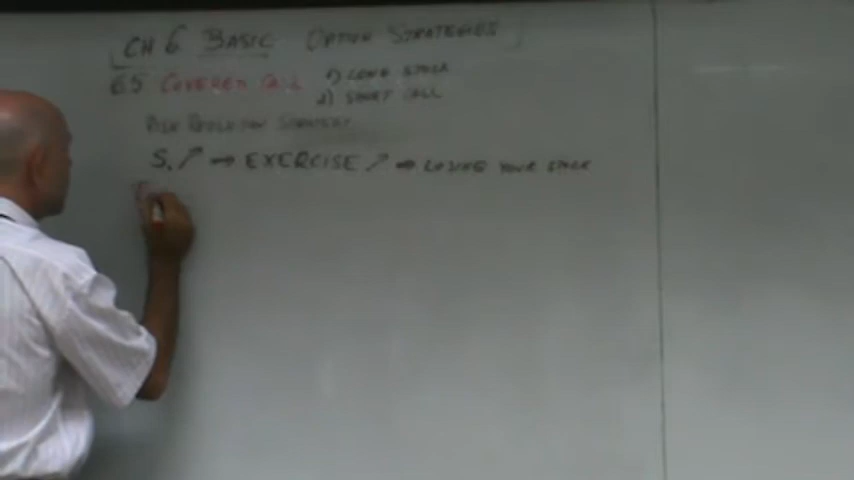 CH 6 BASIC OPTION STRATEGIES
6.5 COVERED CALL 1) LONG STOCK
2) SHORT CALL
RISK REDUCTION STRATEGY
S. ↗ → EXERCISE ↗ → LOSING YOUR STOCK